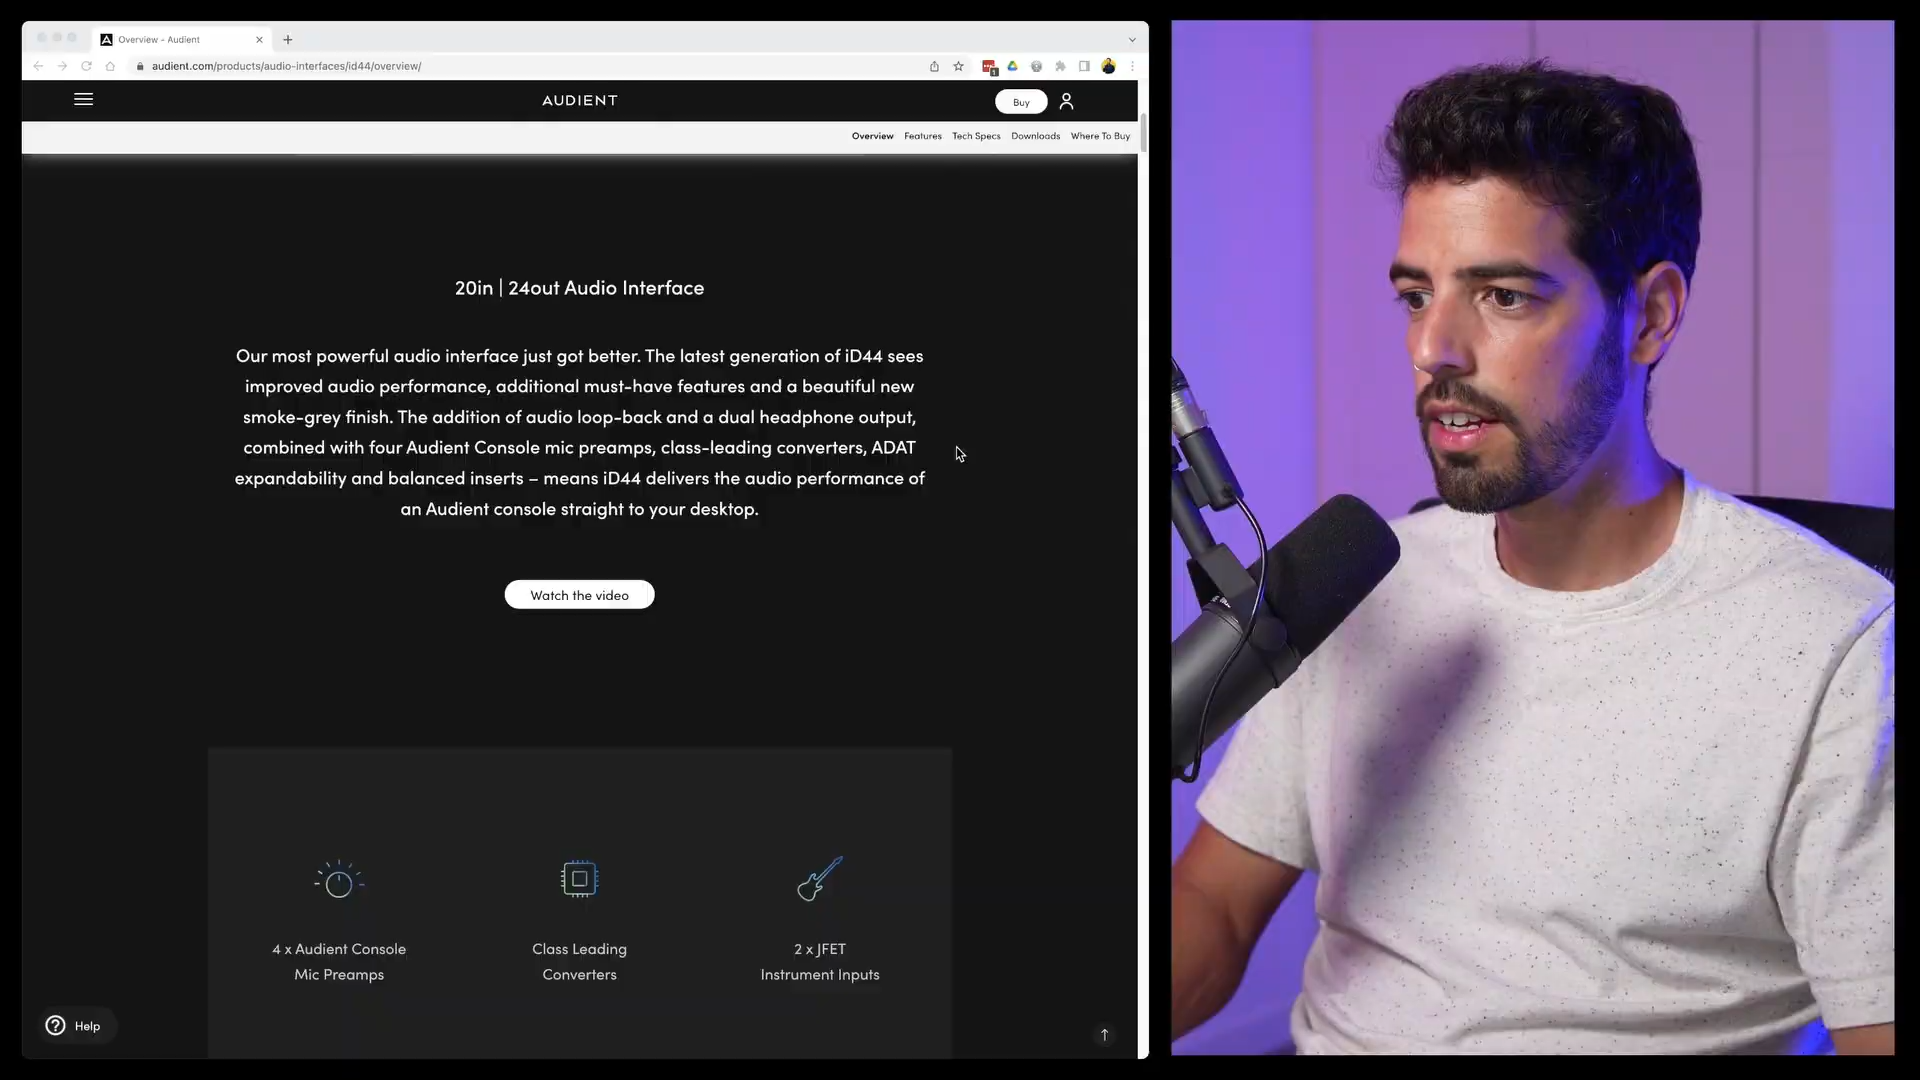 Overview - Audient
audient.com/products/audio-interfaces/id44/overview/
AUDIENT
Buy
Overview Features Tech Specs Downloads Where To Buy
20in | 24out Audio Interface
Our most powerful audio interface just got better. The latest generation of iD44 sees
improved audio performance, additional must-have features and a beautiful new
smoke-grey finish. The addition of audio loop-back and a dual headphone output,
combined with four Audient Console mic preamps, class-leading converters, ADAT
expandability and balanced inserts – means iD44 delivers the audio performance of
an Audient console straight to your desktop.
Watch the video
4 x Audient Console
Mic Preamps
Class Leading
Converters
2 x JFET
Instrument Inputs
Help